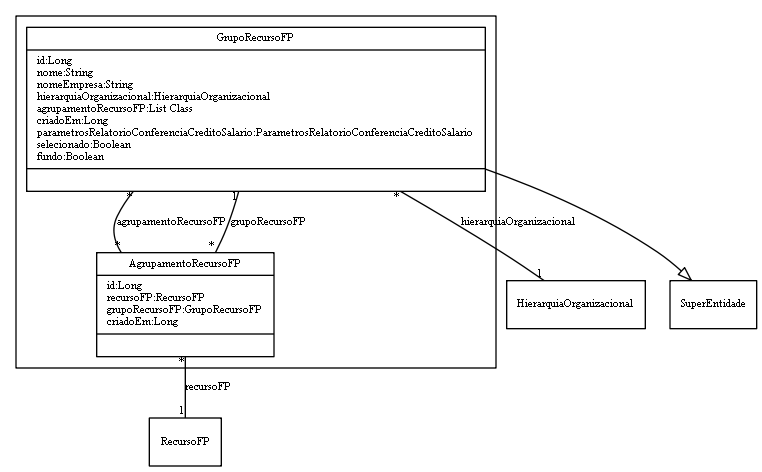 GrupoRecursoFP
id:Long
nome:String
nomeEmpresa:String
hierarquiaOrganizacional:HierarquiaOrganizacional
agrupamentoRecursoFP:List Class
criadoEm:Long
parametrosRelatorioConferenciaCreditoSalario:ParametrosRelatorioConferenciaCreditoSalario
selecionado:Boolean
fundo:Boolean
* 1 *
agrupamentoRecursoFP grupoRecursoFP hierarquiaOrganizacional
* * 1
AgrupamentoRecursoFP
id:Long
recursoFP:RecursoFP
grupoRecursoFP:GrupoRecursoFP
criadoEm:Long
HierarquiaOrganizacional SuperEntidade
*
recursoFP
1
RecursoFP